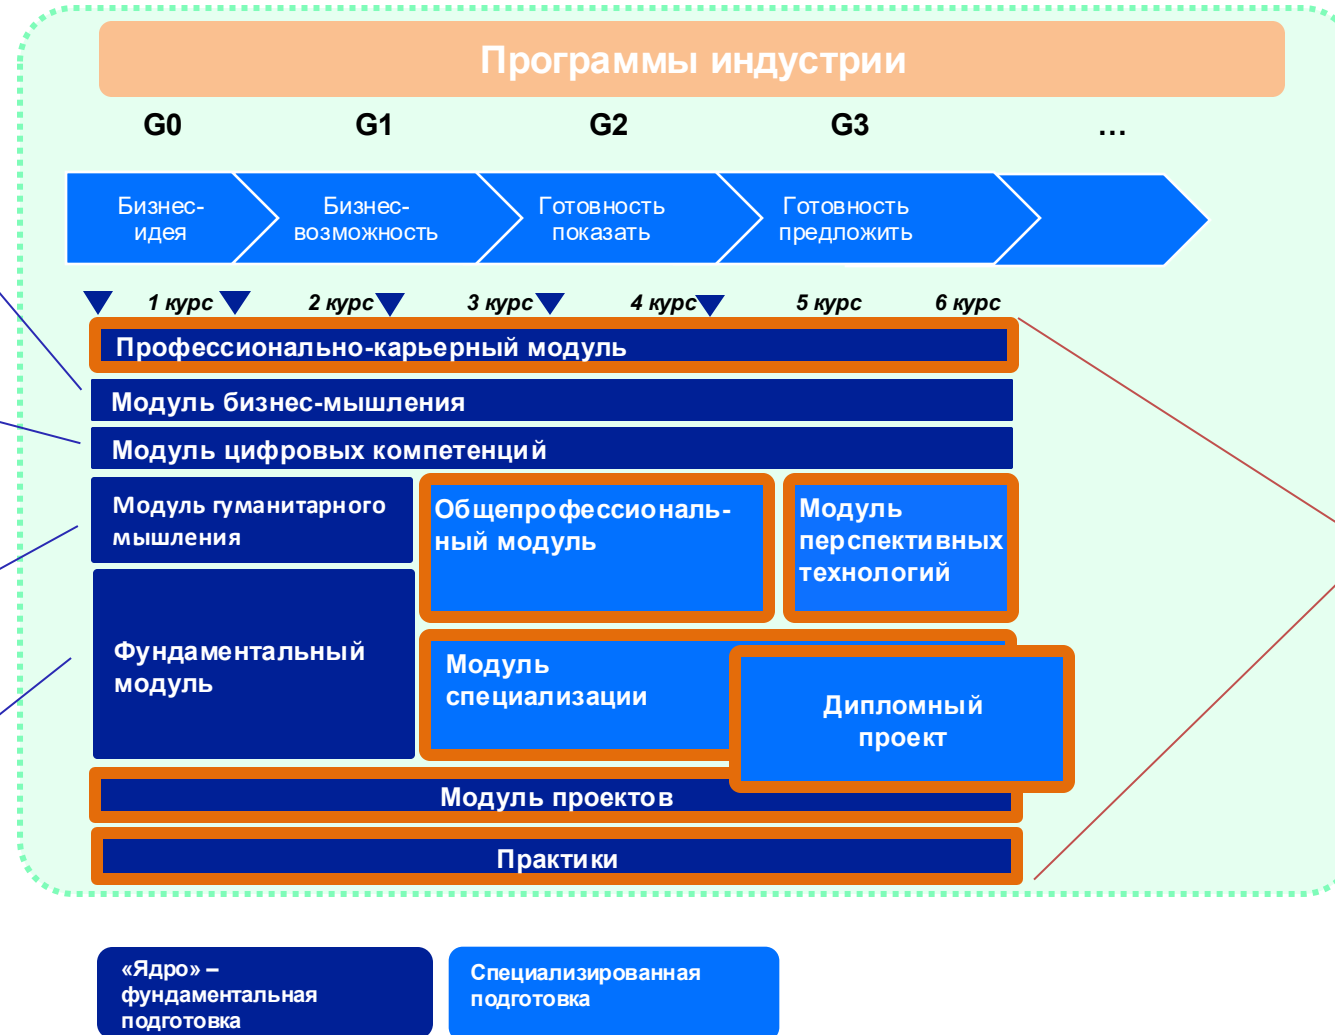 Программы индустрии
G0 G1 G2 G3 …
Бизнес-
идея
Бизнес-
возможность
Готовность
показать
Готовность
предложить
1 курс 2 курс 3 курс 4 курс 5 курс 6 курс
Профессионально-карьерный модуль
Модуль бизнес-мышления
Модуль цифровых компетенций
Модуль гуманитарного
мышления
Общепрофессиональ-
ный модуль
Модуль
перспективных
технологий
Фундаментальный
модуль
Модуль
специализации
Дипломный
проект
Модуль проектов
Практики
«Ядро» –
фундаментальная
подготовка
Специализированная
подготовка